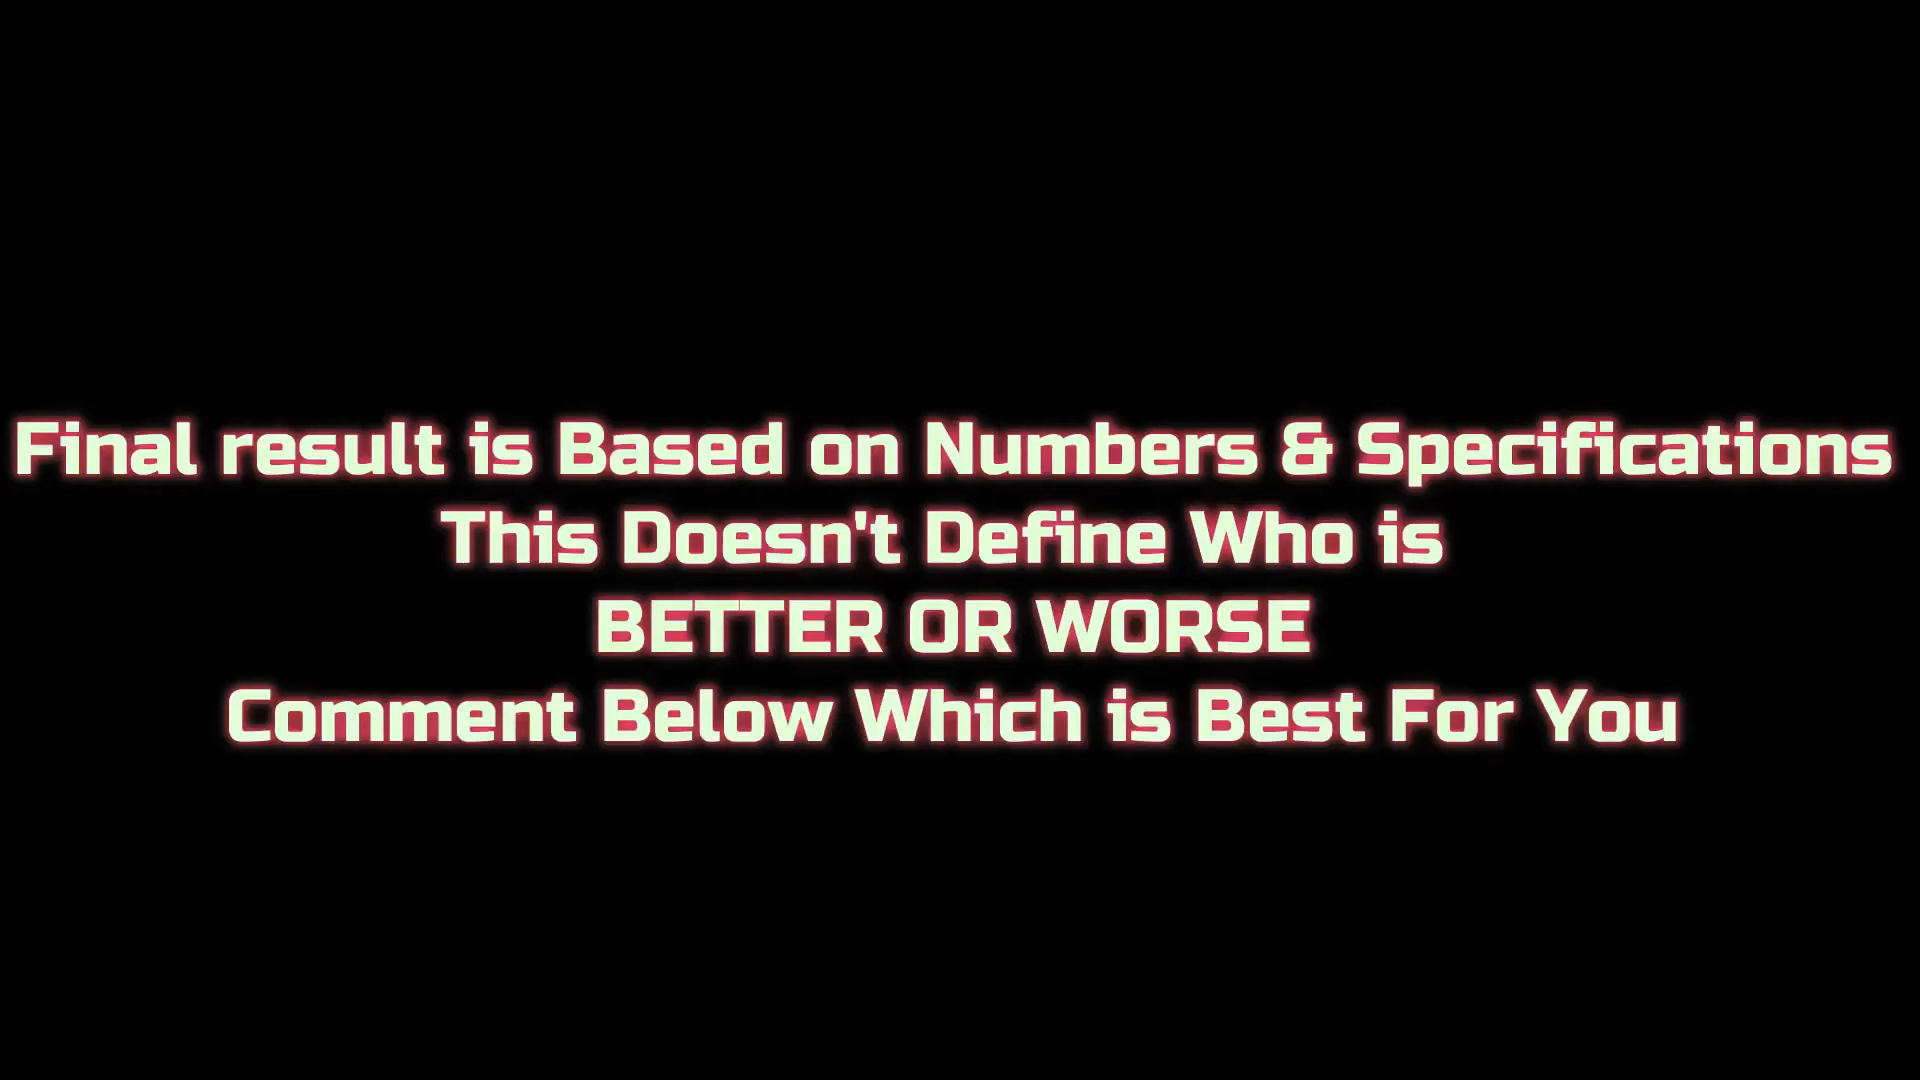 Final result is Based on Numbers & Specifications
This Doesn't Define Who is
BETTER OR WORSE
Comment Below Which is Best For You